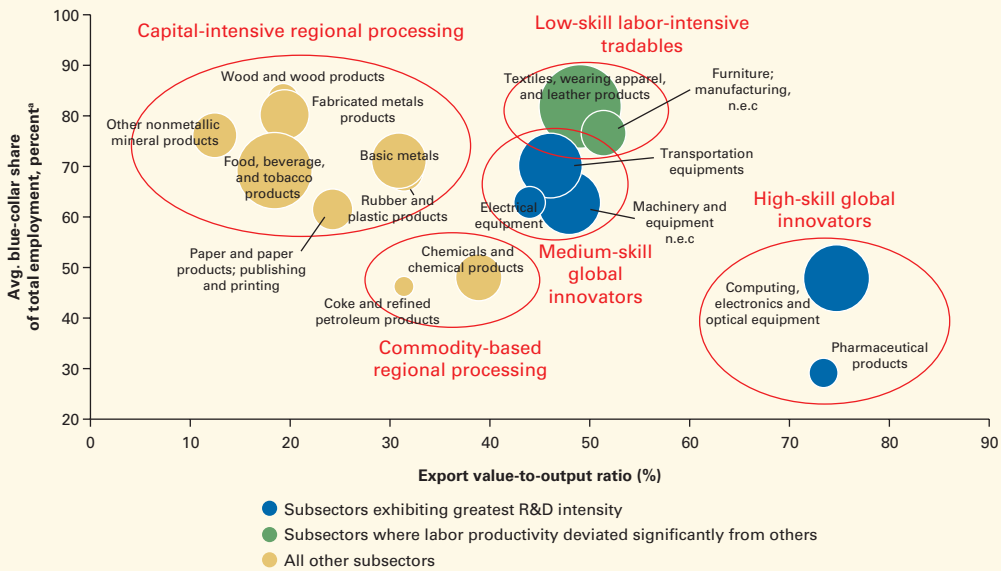 100
90
80
70
60
50
40
30
20
Avg. blue-collar share
of total employment, percentᵃ
Capital-intensive regional processing
Low-skill labor-intensive
tradables
Wood and wood products
Fabricated metals
products
Other nonmetallic
mineral products
Food, beverage,
and tobacco
products
Basic metals
Rubber and
plastic products
Paper and paper
products; publishing
and printing
Textiles, wearing apparel,
and leather products
Furniture;
manufacturing,
n.e.c
Transportation
equipments
Electrical
equipment
Machinery and
equipment
n.e.c
Medium-skill
global
innovators
High-skill global
innovators
Chemicals and
chemical products
Coke and refined
petroleum products
Commodity-based
regional processing
Computing,
electronics and
optical equipment
Pharmaceutical
products
0
10
20
30
40
50
60
70
80
90
Export value-to-output ratio (%)
Subsectors exhibiting greatest R&D intensity
Subsectors where labor productivity deviated significantly from others
All other subsectors